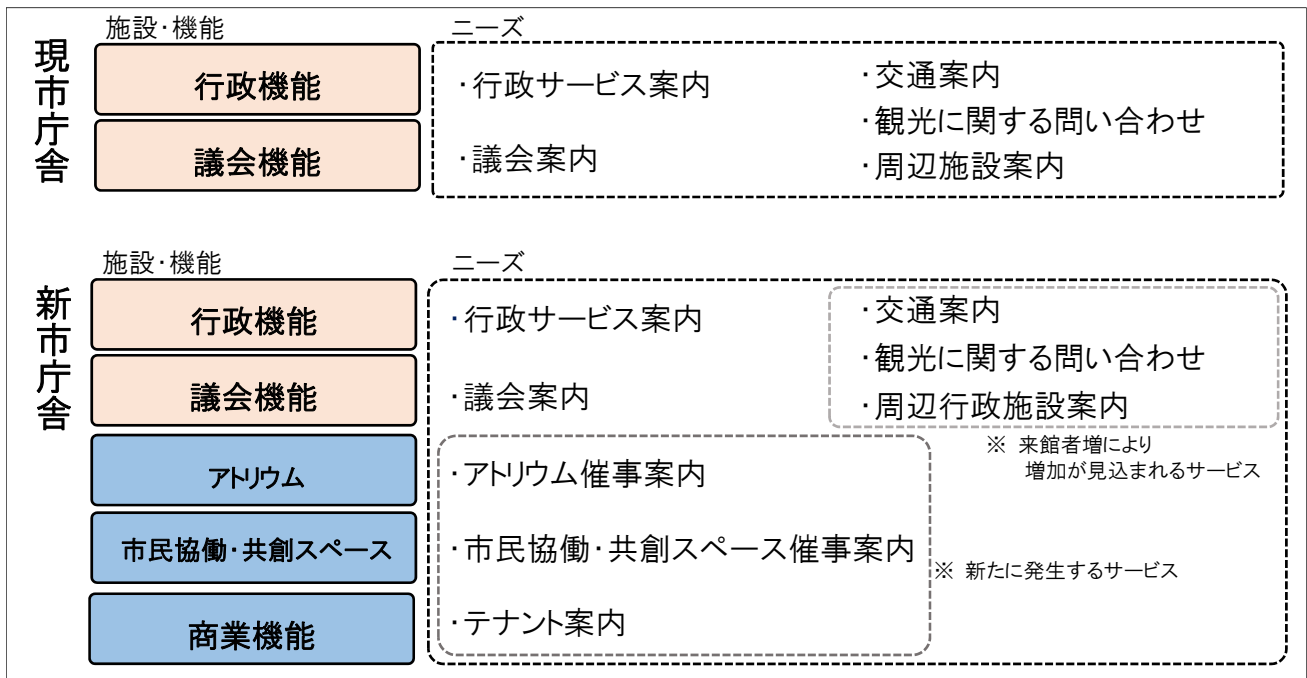 現市庁舎
施設・機能
ニーズ
行政機能
議会機能
・行政サービス案内
・議会案内
・交通案内
・観光に関する問い合わせ
・周辺施設案内
新市庁舎
施設・機能
ニーズ
行政機能
議会機能
アトリウム
市民協働・共創スペース
商業機能
・行政サービス案内
・議会案内
・交通案内
・観光に関する問い合わせ
・周辺行政施設案内
※ 来館者増により
増加が見込まれるサービス
・アトリウム催事案内
・市民協働・共創スペース催事案内
・テナント案内
※ 新たに発生するサービス